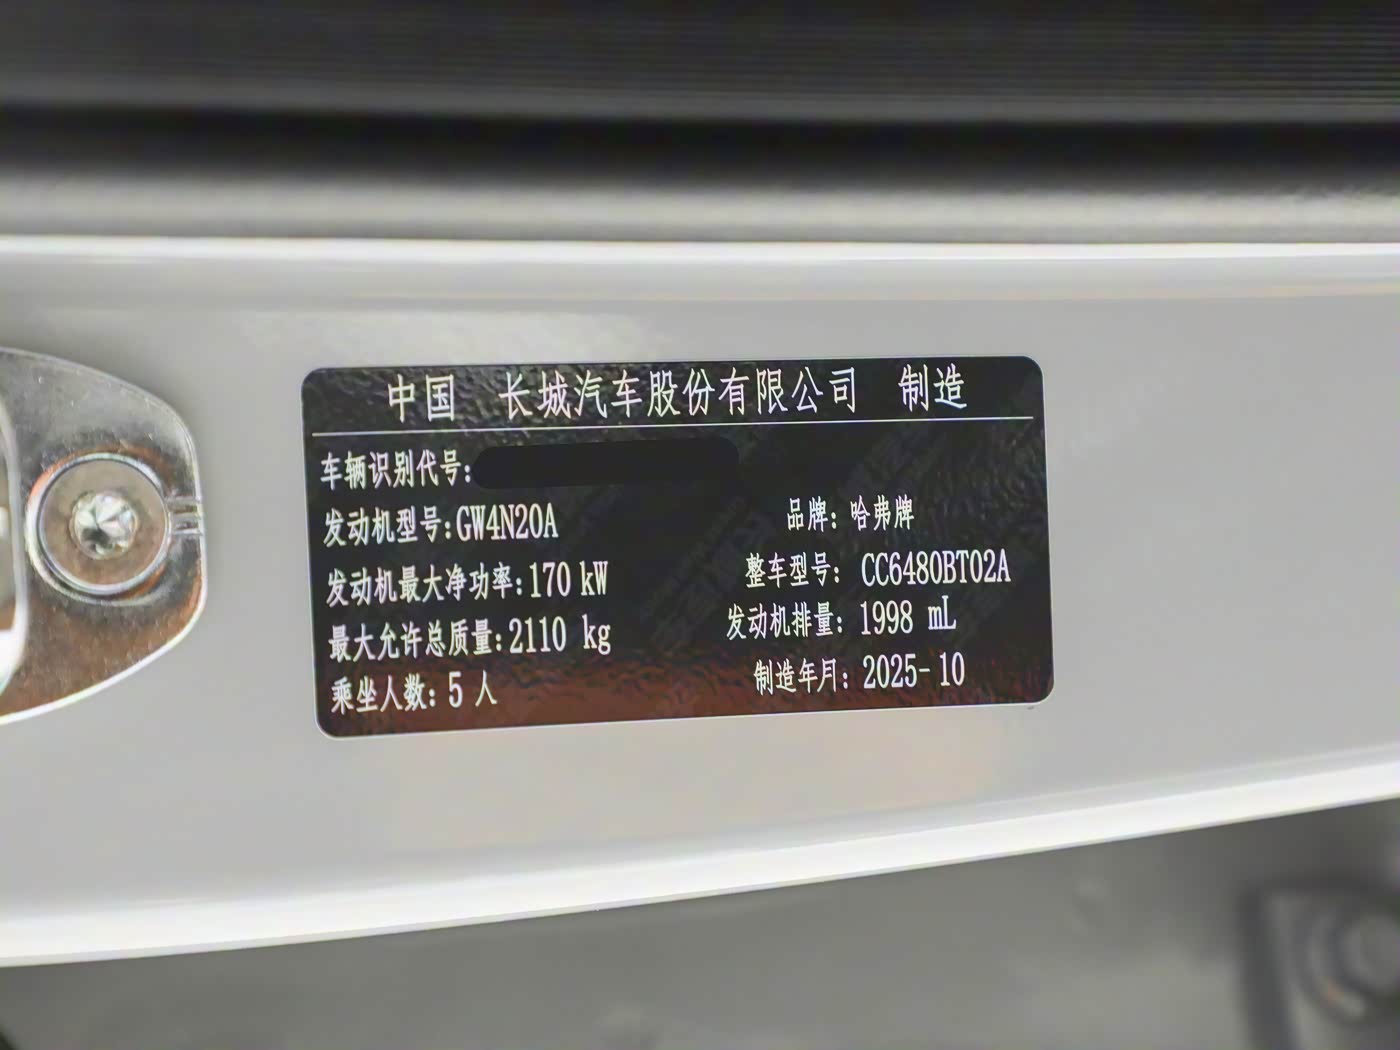 中国 长城汽车股份有限公司 制造
车辆识别代号:
发动机型号:GW4N20A
品牌: 哈弗牌
发动机最大净功率:170 kW
整车型号: CC6480BT02A
最大允许总质量:2110 kg
发动机排量: 1998 mL
乘坐人数: 5 人
制造年月: 2025-10